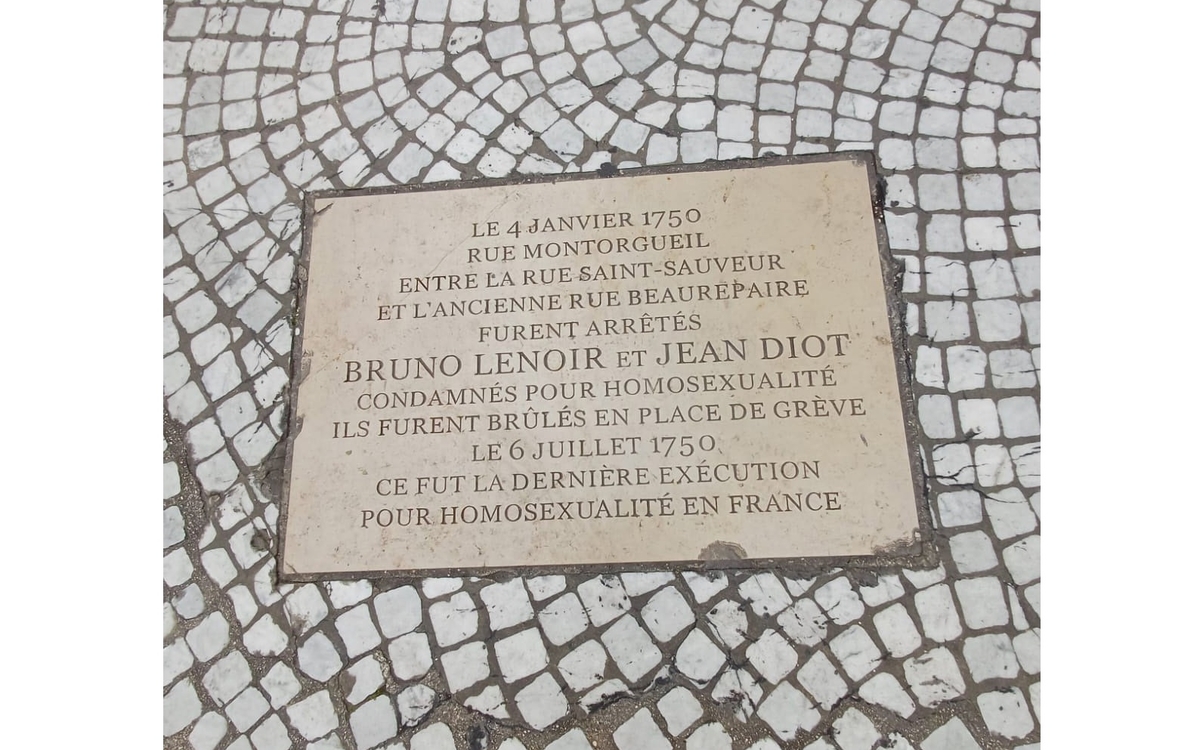 LE 4 JANVIER 1750
RUE MONTORGUEIL
ENTRE LA RUE SAINT-SAUVEUR
ET L'ANCIENNE RUE BEAUREPAIRE
FURENT ARRÊTÉS
BRUNO LENOIR ET JEAN DIOT
CONDAMNÉS POUR HOMOSEXUALITÉ
ILS FURENT BRÛLÉS EN PLACE DE GRÈVE
LE 6 JUILLET 1750
CE FUT LA DERNIÈRE EXÉCUTION
POUR HOMOSEXUALITÉ EN FRANCE